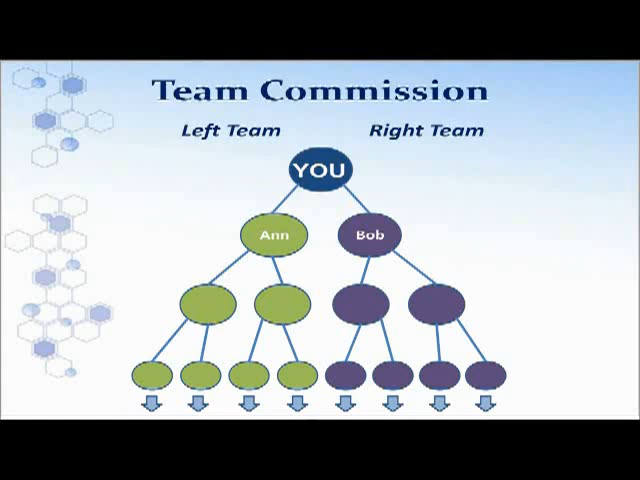 Team Commission
Left Team
Right Team
YOU
Ann
Bob